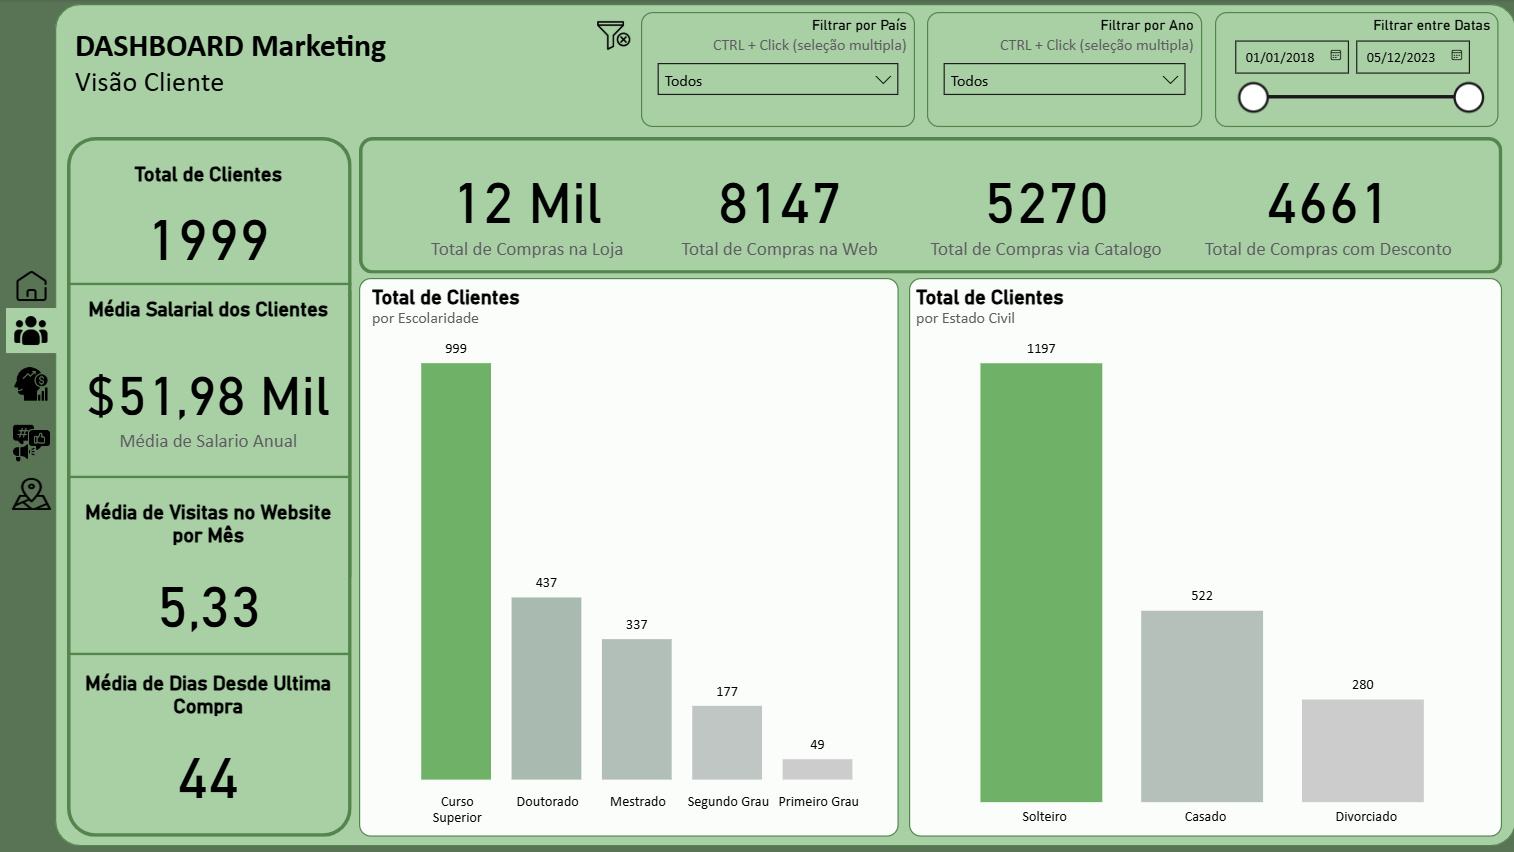 DASHBOARD Marketing
Visão Cliente
Filtrar por País
CTRL + Click (seleção multipla)
Todos
Filtrar por Ano
CTRL + Click (seleção multipla)
Todos
Filtrar entre Datas
01/01/2018
05/12/2023
Total de Clientes
1999
Média Salarial dos Clientes
$51,98 Mil
Média de Salario Anual
Média de Visitas no Website
por Mês
5,33
Média de Dias Desde Ultima
Compra
44
12 Mil
Total de Compras na Loja
8147
Total de Compras na Web
5270
Total de Compras via Catalogo
4661
Total de Compras com Desconto
Total de Clientes
por Escolaridade
999
437
337
177
49
Curso
Superior
Doutorado
Mestrado
Segundo Grau
Primeiro Grau
Total de Clientes
por Estado Civil
1197
522
280
Solteiro
Casado
Divorciado